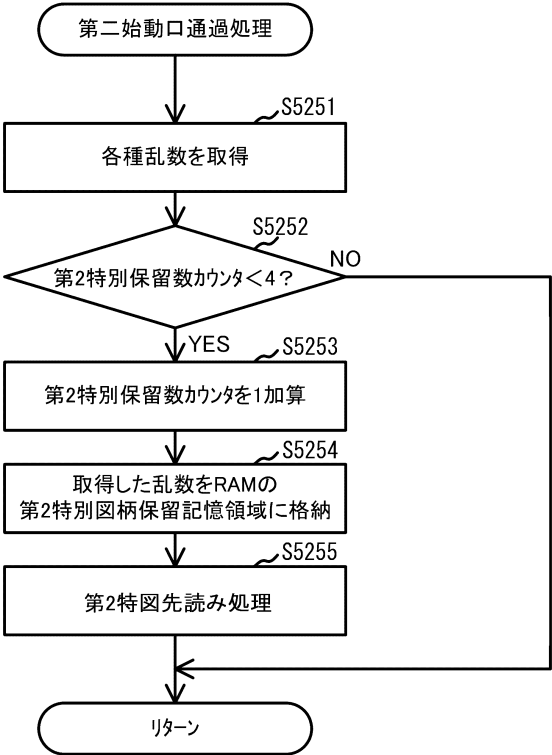 第二始動口通過処理
S5251
各種乱数を取得
S5252
第2特別保留数カウンタ<4?
NO
YES
S5253
第2特別保留数カウンタを1加算
S5254
取得した乱数をRAMの
第2特別図柄保留記憶領域に格納
S5255
第2特図先読み処理
リターン